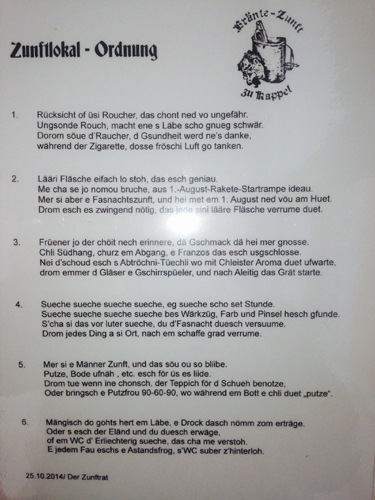 Zunftlokal - Ordnung
Bränte-Zunft
zu Kappel
1. Rücksicht of üsi Roucher, das chont ned vo ungefähr.
Ungsonde Rouch, macht ene s Läbe scho gnueg schwär.
Dorom söue d'Raucher, d Gsundheit werd ne's danke,
während der Zigarette, dosse fröschi Luft go tanken.
2. Lääri Fläsche eifach lo stoh, das esch geniau.
Me cha se jo nomou bruche, aus 1.-August-Rakete-Startrampe ideau.
Mer si aber e Fasnachtszunft, und hei met em 1. August ned vöu am Huet.
Drom esch es zwingend nötig, das jede sini lääre Fläsche verrume duet.
3. Früener jo der chöit nech erinnere, dä Gschmack dä hei mer gnosse.
Chli Südhang, churz em Abgang, e Franzos das esch usgschlosse.
Nei d'schoud esch s Abtröchni-Tüechli wo mit Chleister Aroma duet ufwarte,
drom emmer d Gläser e Gschirrspüeler, und nach Aleitig das Grät starte.
4. Sueche sueche sueche sueche, eg sueche scho set Stunde.
Sueche sueche sueche sueche bes Wärkzüg, Farb und Pinsel hesch gfunde.
S'cha si das vor luter sueche, du d'Fasnacht duesch versuume.
Drom jedes Ding a si Ort, nach em schaffe grad verrume.
5. Mer si e Männer Zunft, und das söu ou so bliibe.
Putze, Bode ufnäh , etc. esch för üs es liide.
Drom tue wenn ine chonsch, der Teppich för d Schueh benotze,
Oder bringsch e Putzfrou 90-60-90, wo während em Bott e chli duet „putze“.
6. Mängisch do gohts hert em Läbe, e Drock dasch nömm zom erträge.
Oder s esch der Eländ und du duesch erwäge,
of em WC d' Erliechterig sueche, das cha me verstoh.
E jedem Fau eschs e Astandsfrog, s'WC suber z'hinterloh.
25.10.2014/ Der Zunftrat